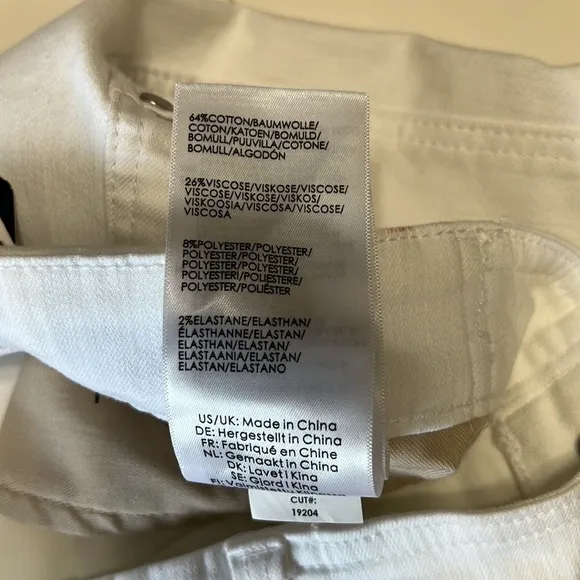 64%COTTON/BAUMWOLLE/
COTON/KATOEN/BOMULD/
BOMULL/PUUVILLA/COTONE/
BOMULL/ALGODÓN
26%VISCOSE/VISKOSE/VISCOSE/
VISCOSE/VISKOSE/VISKOS/
VISKOOSIA/VISCOSA/VISCOSE/
VISCOSA
8%POLYESTER/POLYESTER/
POLYESTER/POLYESTER/
POLYESTER/POLYESTER/
POLYESTERI/POLIESTERE/
POLYESTER/POLIÉSTER
2%ELASTANE/ELASTHAN/
ÉLASTHANNE/ELASTAN/
ELASTHAN/ELASTAN/
ELASTAANIA/ELASTAN/
ELASTAN/ELASTANO
US/UK: Made in China
DE: Hergestellt in China
FR: Fabriqué en Chine
NL: Gemaakt in China
DK: Lavet I Kina
SE: Gjord I Kina
FI: Valmistettu
CUT#:
19204